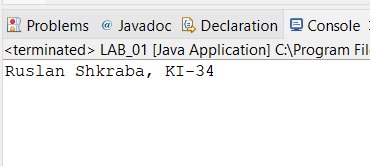 Problems @ Javadoc Declaration Console
<terminated> LAB_01 [Java Application] C:\Program File
Ruslan Shkraba, KI-34